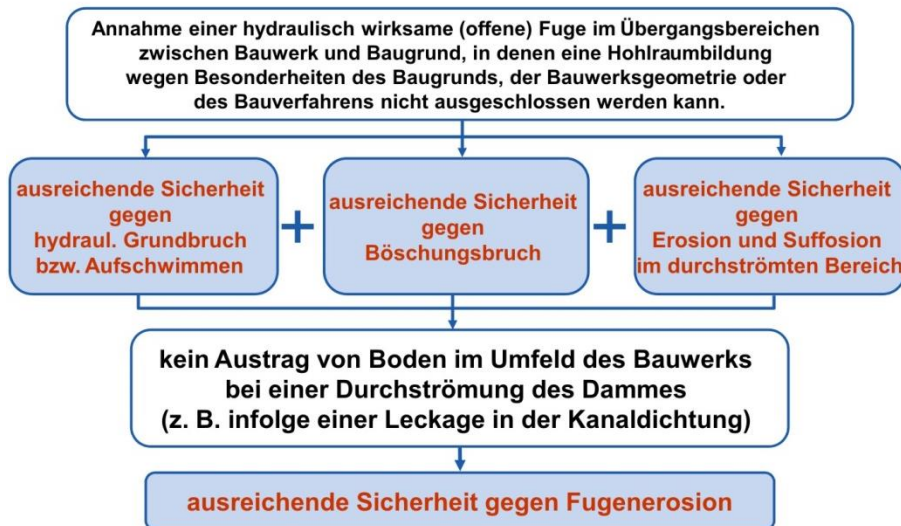 Annahme einer hydraulisch wirksame (offene) Fuge im Übergangsbereichen
zwischen Bauwerk und Baugrund, in denen eine Hohlraumbildung
wegen Besonderheiten des Baugrunds, der Bauwerksgeometrie oder
des Bauverfahrens nicht ausgeschlossen werden kann.
ausreichende Sicherheit
gegen
hydraul. Grundbruch
bzw. Aufschwimmen
+
ausreichende Sicherheit
gegen
Böschungsbruch
+
ausreichende Sicherheit
gegen
Erosion und Suffosion
im durchströmten Bereich
kein Austrag von Boden im Umfeld des Bauwerks
bei einer Durchströmung des Dammes
(z. B. infolge einer Leckage in der Kanaldichtung)
ausreichende Sicherheit gegen Fugenerosion